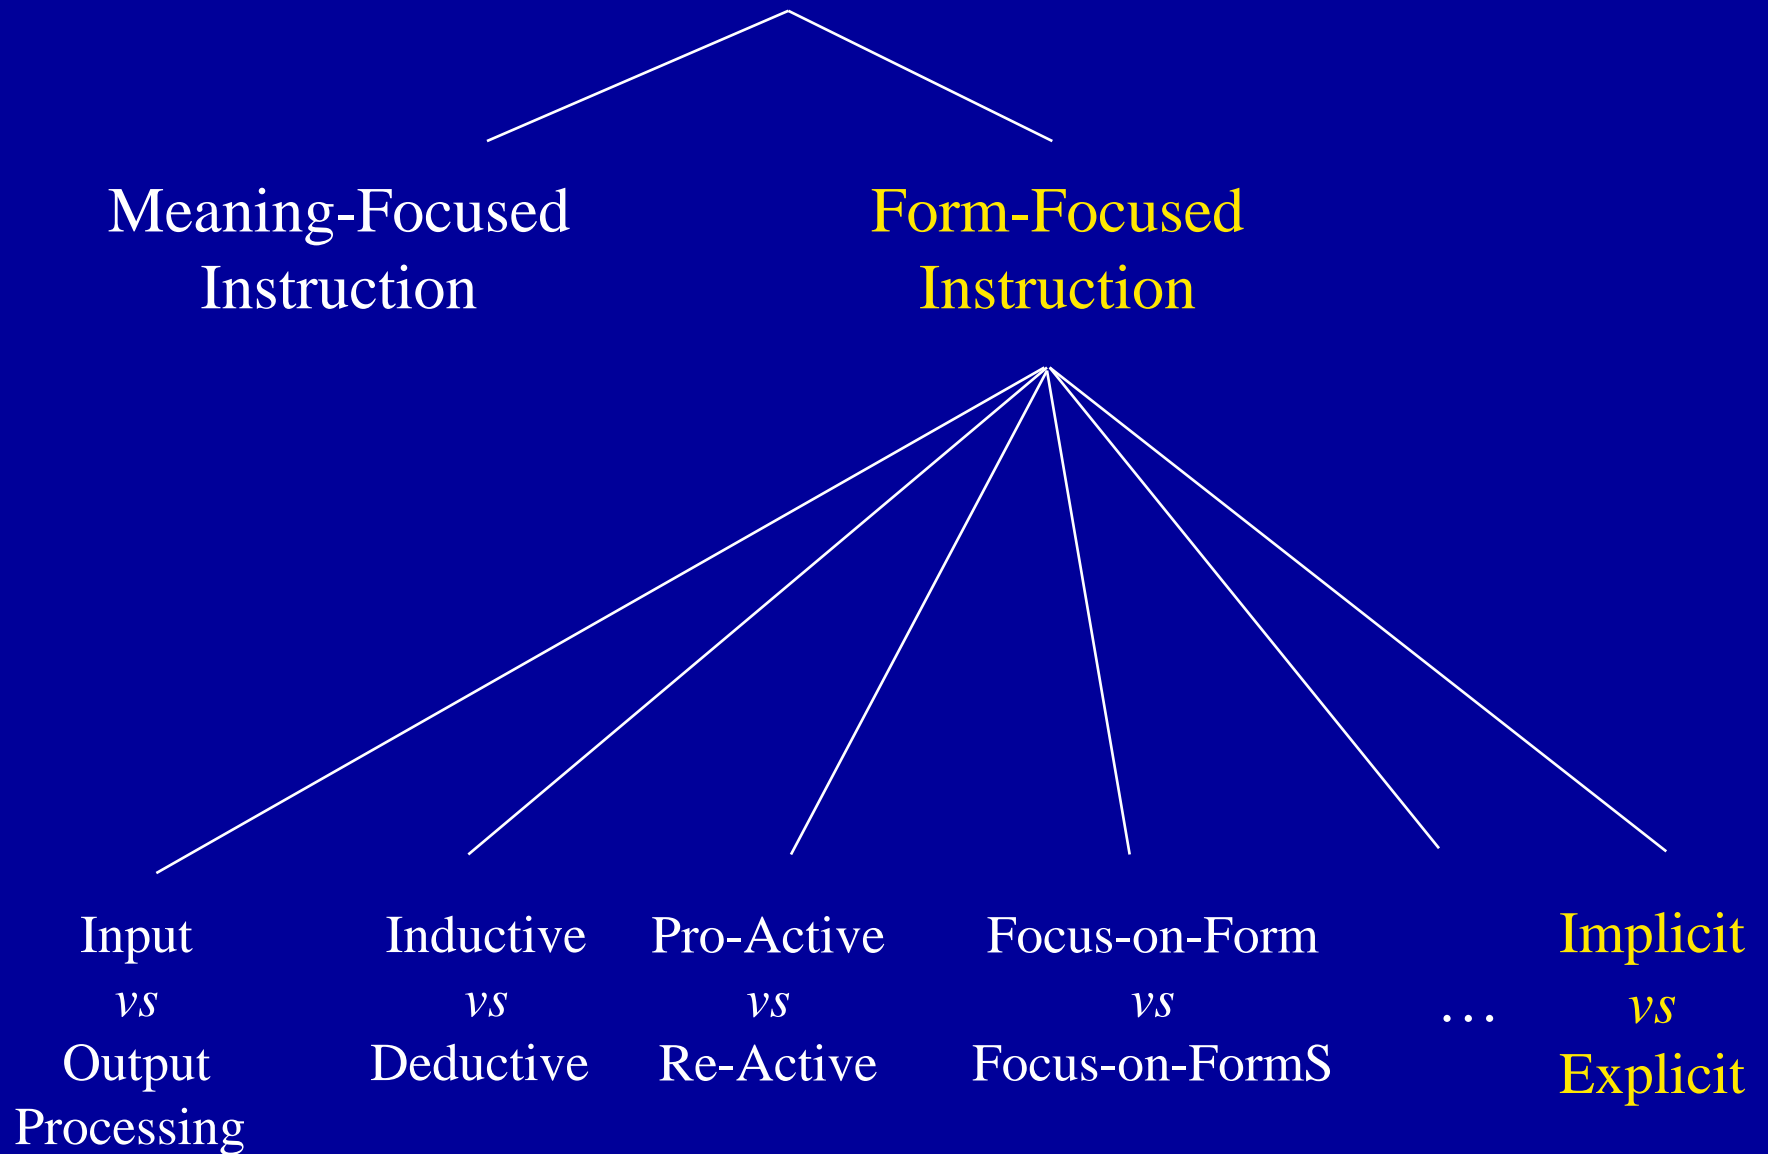 Meaning-Focused
Instruction
Form-Focused
Instruction
Input
vs
Output
Processing
Inductive
vs
Deductive
Pro-Active
vs
Re-Active
Focus-on-Form
vs
Focus-on-FormS
…
Implicit
vs
Explicit